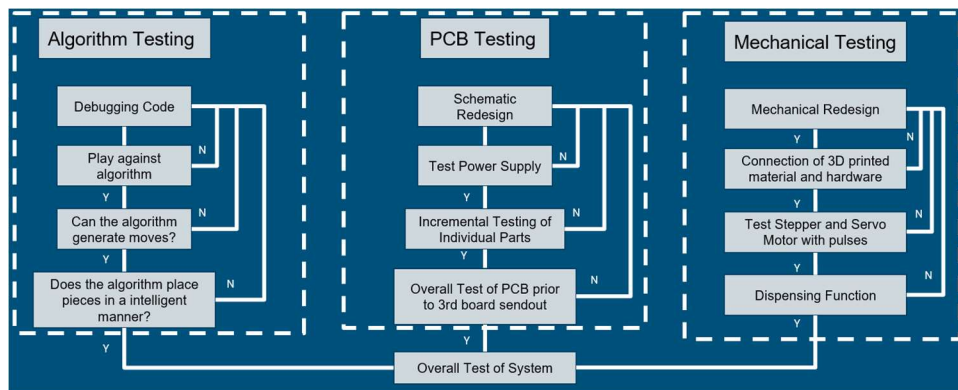 Algorithm Testing
Debugging Code
N
Play against
algorithm
Y
N
Can the algorithm
generate moves?
Y
N
Does the algorithm place
pieces in a intelligent
manner?
Y
PCB Testing
Schematic
Redesign
N
Test Power Supply
Y
N
Incremental Testing of
Individual Parts
Y
N
Overall Test of PCB prior
to 3rd board sendout
Y
Mechanical Testing
Mechanical Redesign
Y
N
Connection of 3D printed
material and hardware
Y
N
Test Stepper and Servo
Motor with pulses
Y
N
Dispensing Function
Y
Overall Test of System